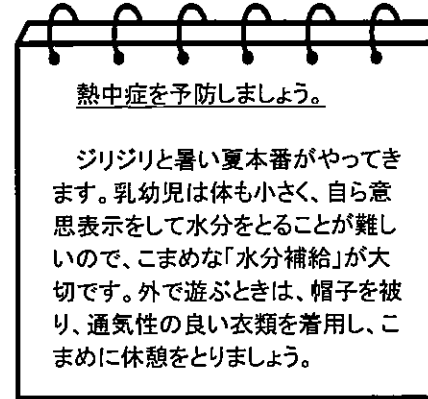 熱中症を予防しましょう。
ジリジリと暑い夏本番がやってき
ます。乳幼児は体も小さく、自ら意
思表示をして水分をとることが難し
いので、こまめな「水分補給」が大
切です。外で遊ぶときは、帽子を被
り、通気性の良い衣類を着用し、こ
まめに休憩をとりましょう。